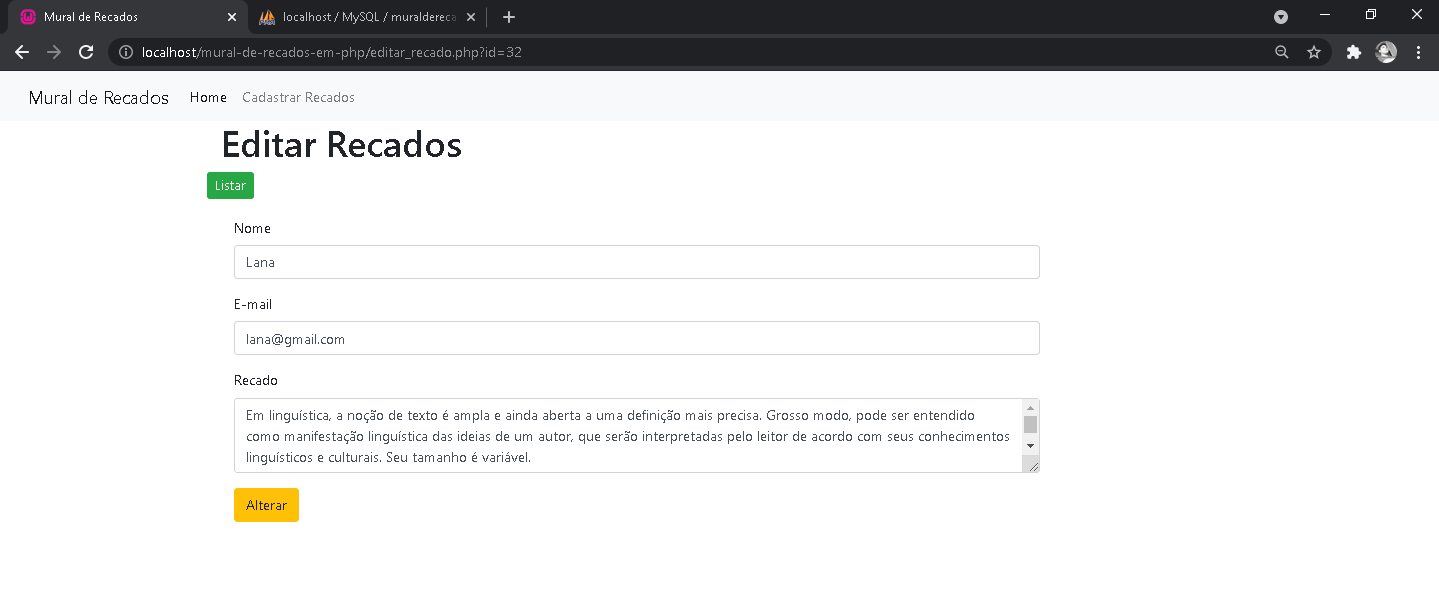 Mural de Recados
localhost / MySQL / muraldereca
localhost/mural-de-recados-em-php/editar_recado.php?id=32
Mural de Recados Home Cadastrar Recados
Editar Recados
Listar
Nome
Lana
E-mail
lana@gmail.com
Recado
Em linguística, a noção de texto é ampla e ainda aberta a uma definição mais precisa. Grosso modo, pode ser entendido
como manifestação linguística das ideias de um autor, que serão interpretadas pelo leitor de acordo com seus conhecimentos
linguísticos e culturais. Seu tamanho é variável.
Alterar